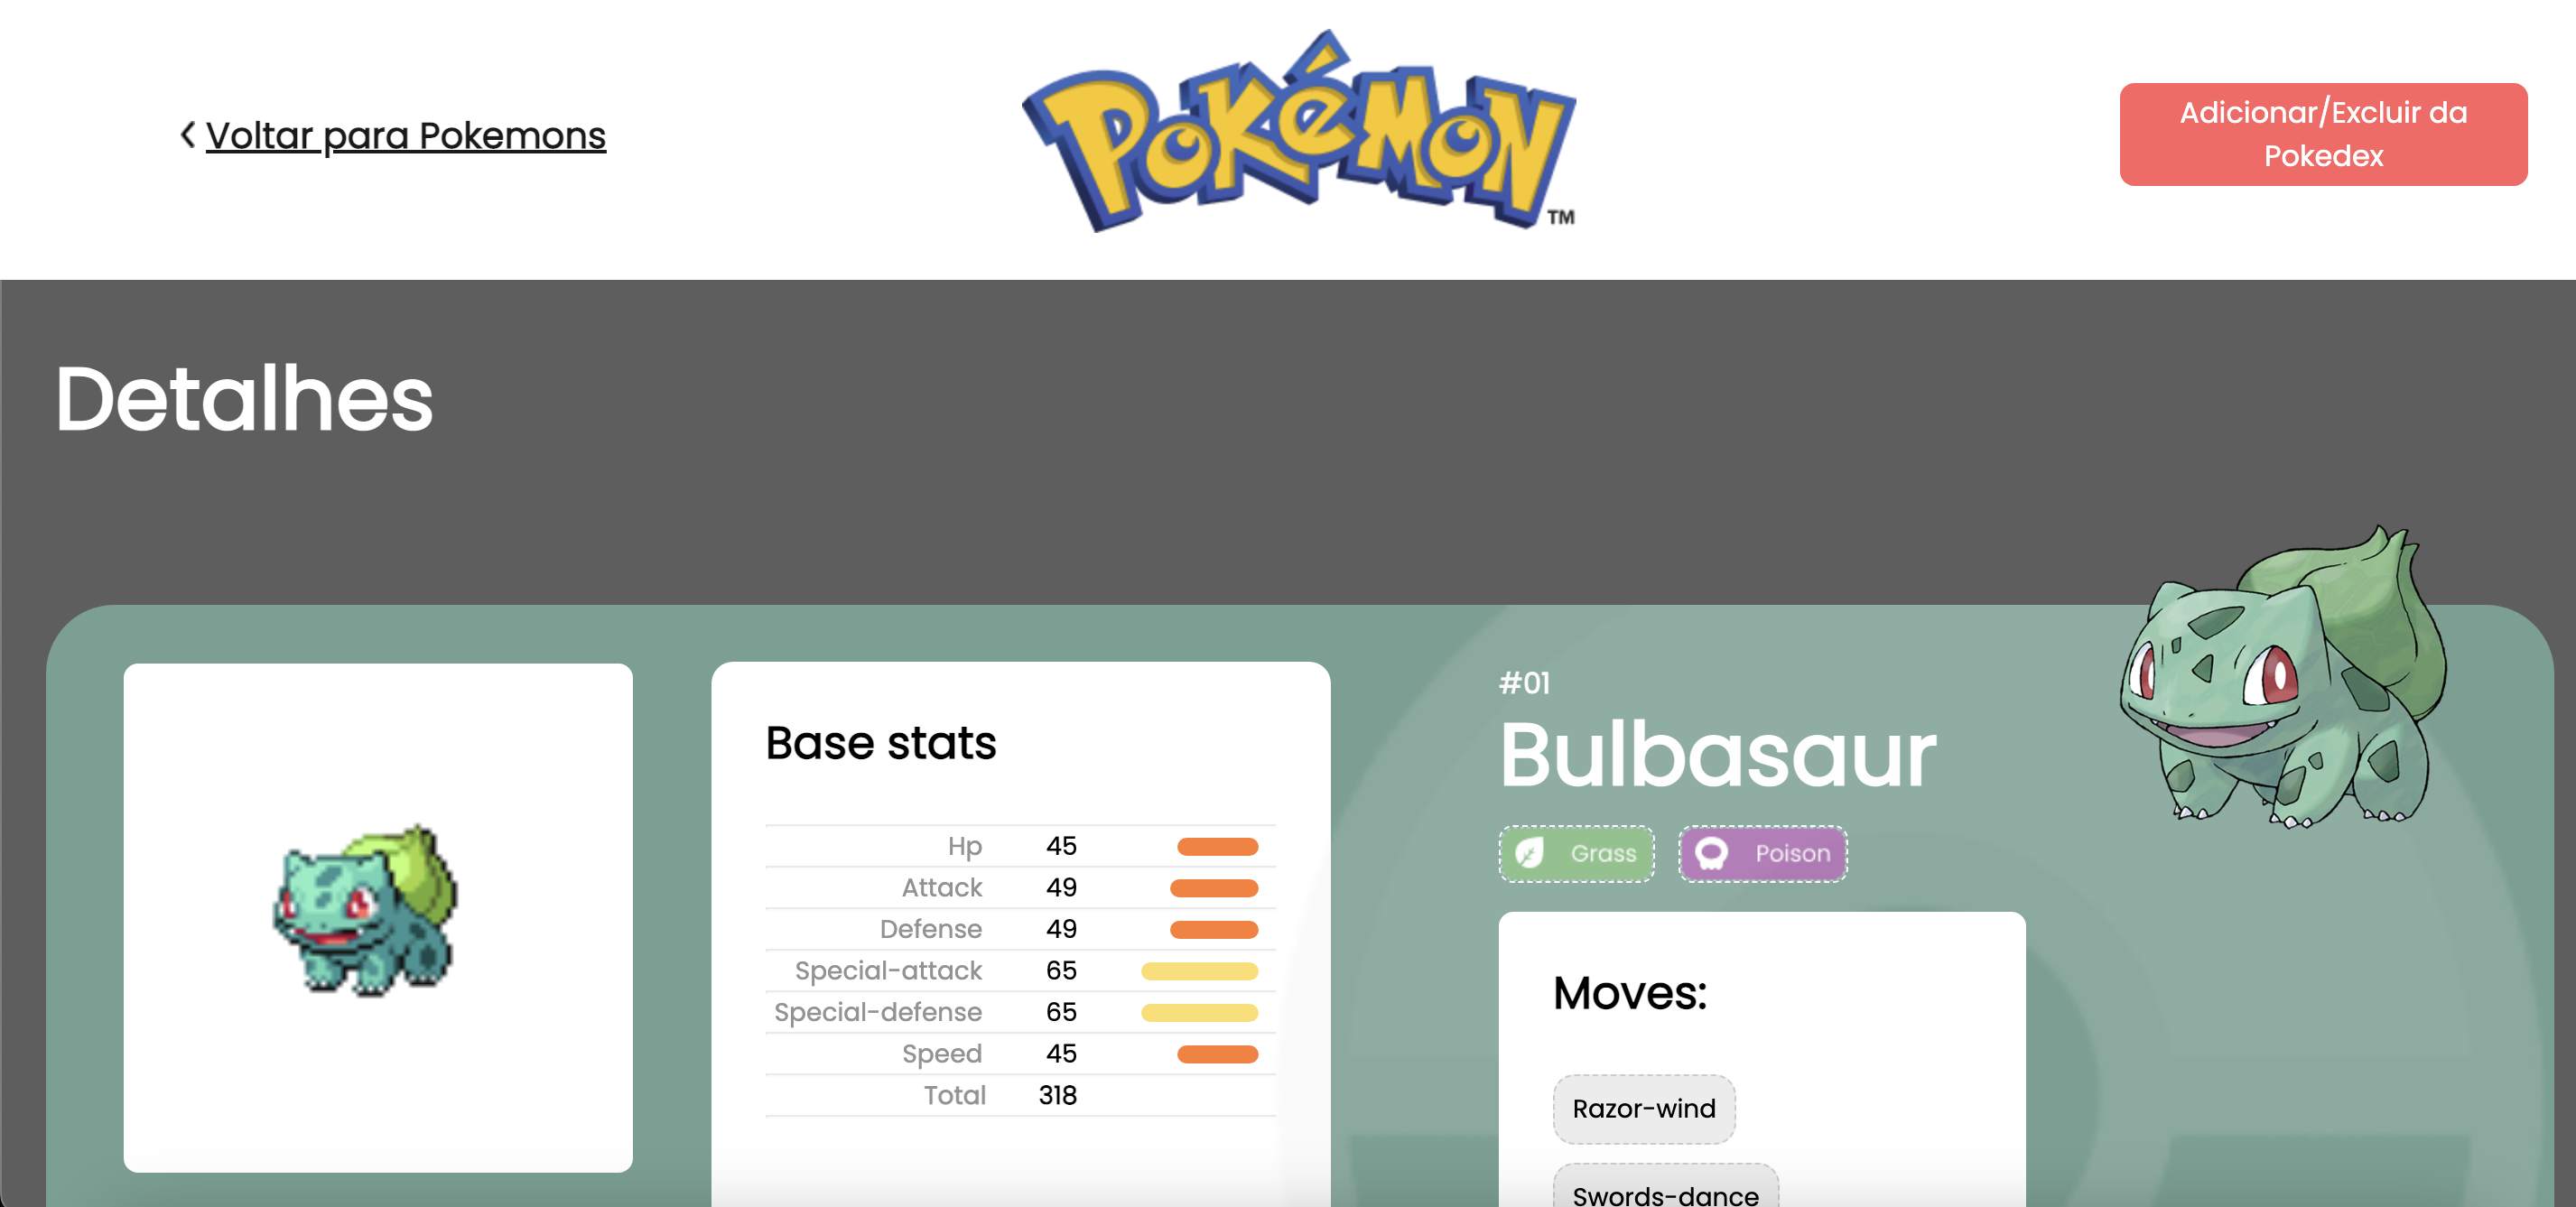 Voltar para Pokemons
POKéMON
TM
Adicionar/Excluir da
Pokedex
Detalhes
Base stats
Hp 45
Attack 49
Defense 49
Special-attack 65
Special-defense 65
Speed 45
Total 318
#01
Bulbasaur
Grass Poison
Moves:
Razor-wind
Swords-dance